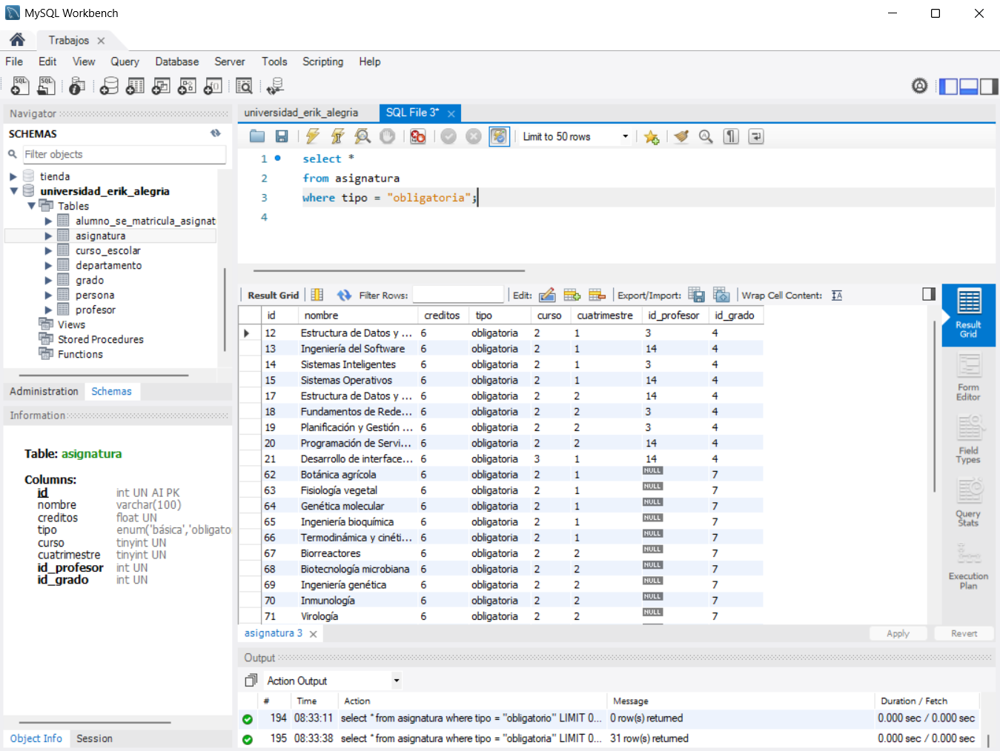 MySQL Workbench
Trabajos
File Edit View Query Database Server Tools Scripting Help
Navigator
SCHEMAS
Filter objects
tienda
universidad_erik_alegria
Tables
alumno_se_matricula_asignat
asignatura
curso_escolar
departamento
grado
persona
profesor
Views
Stored Procedures
Functions
Administration Schemas
Information
Table: asignatura
Columns:
id int UN AI PK
nombre varchar(100)
creditos float UN
tipo enum('básica','obligato
curso tinyint UN
cuatrimestre tinyint UN
id_profesor int UN
id_grado int UN
Object Info Session
universidad_erik_alegria SQL File 3*
Limit to 50 rows
1 select *
2 from asignatura
3 where tipo = "obligatoria";
4
Result Grid Filter Rows: Edit: Export/Import: Wrap Cell Content:
id nombre creditos tipo curso cuatrimestre id_profesor id_grado
12 Estructura de Datos y ... 6 obligatoria 2 1 3 4
13 Ingeniería del Software 6 obligatoria 2 1 14 4
14 Sistemas Inteligentes 6 obligatoria 2 1 3 4
15 Sistemas Operativos 6 obligatoria 2 1 14 4
17 Estructura de Datos y ... 6 obligatoria 2 2 14 4
18 Fundamentos de Rede... 6 obligatoria 2 2 3 4
19 Planificación y Gestión ... 6 obligatoria 2 2 3 4
20 Programación de Servi... 6 obligatoria 2 2 14 4
21 Desarrollo de interface... 6 obligatoria 3 1 14 4
62 Botánica agrícola 6 obligatoria 2 1 NULL 7
63 Fisiología vegetal 6 obligatoria 2 1 NULL 7
64 Genética molecular 6 obligatoria 2 1 NULL 7
65 Ingeniería bioquímica 6 obligatoria 2 1 NULL 7
66 Termodinámica y cinéti... 6 obligatoria 2 1 NULL 7
67 Biorreactores 6 obligatoria 2 2 NULL 7
68 Biotecnología microbiana 6 obligatoria 2 2 NULL 7
69 Ingeniería genética 6 obligatoria 2 2 NULL 7
70 Inmunología 6 obligatoria 2 2 NULL 7
71 Virología 6 obligatoria 2 2 NULL 7
Result
Grid
Form
Editor
Field
Types
Query
Stats
Execution
Plan
asignatura 3
Apply Revert
Output
Action Output
# Time Action Message Duration / Fetch
194 08:33:11 select * from asignatura where tipo = "obligatorio" LIMIT 0... 0 row(s) returned 0.000 sec / 0.000 sec
195 08:33:38 select * from asignatura where tipo = "obligatoria" LIMIT 0... 31 row(s) returned 0.000 sec / 0.000 sec